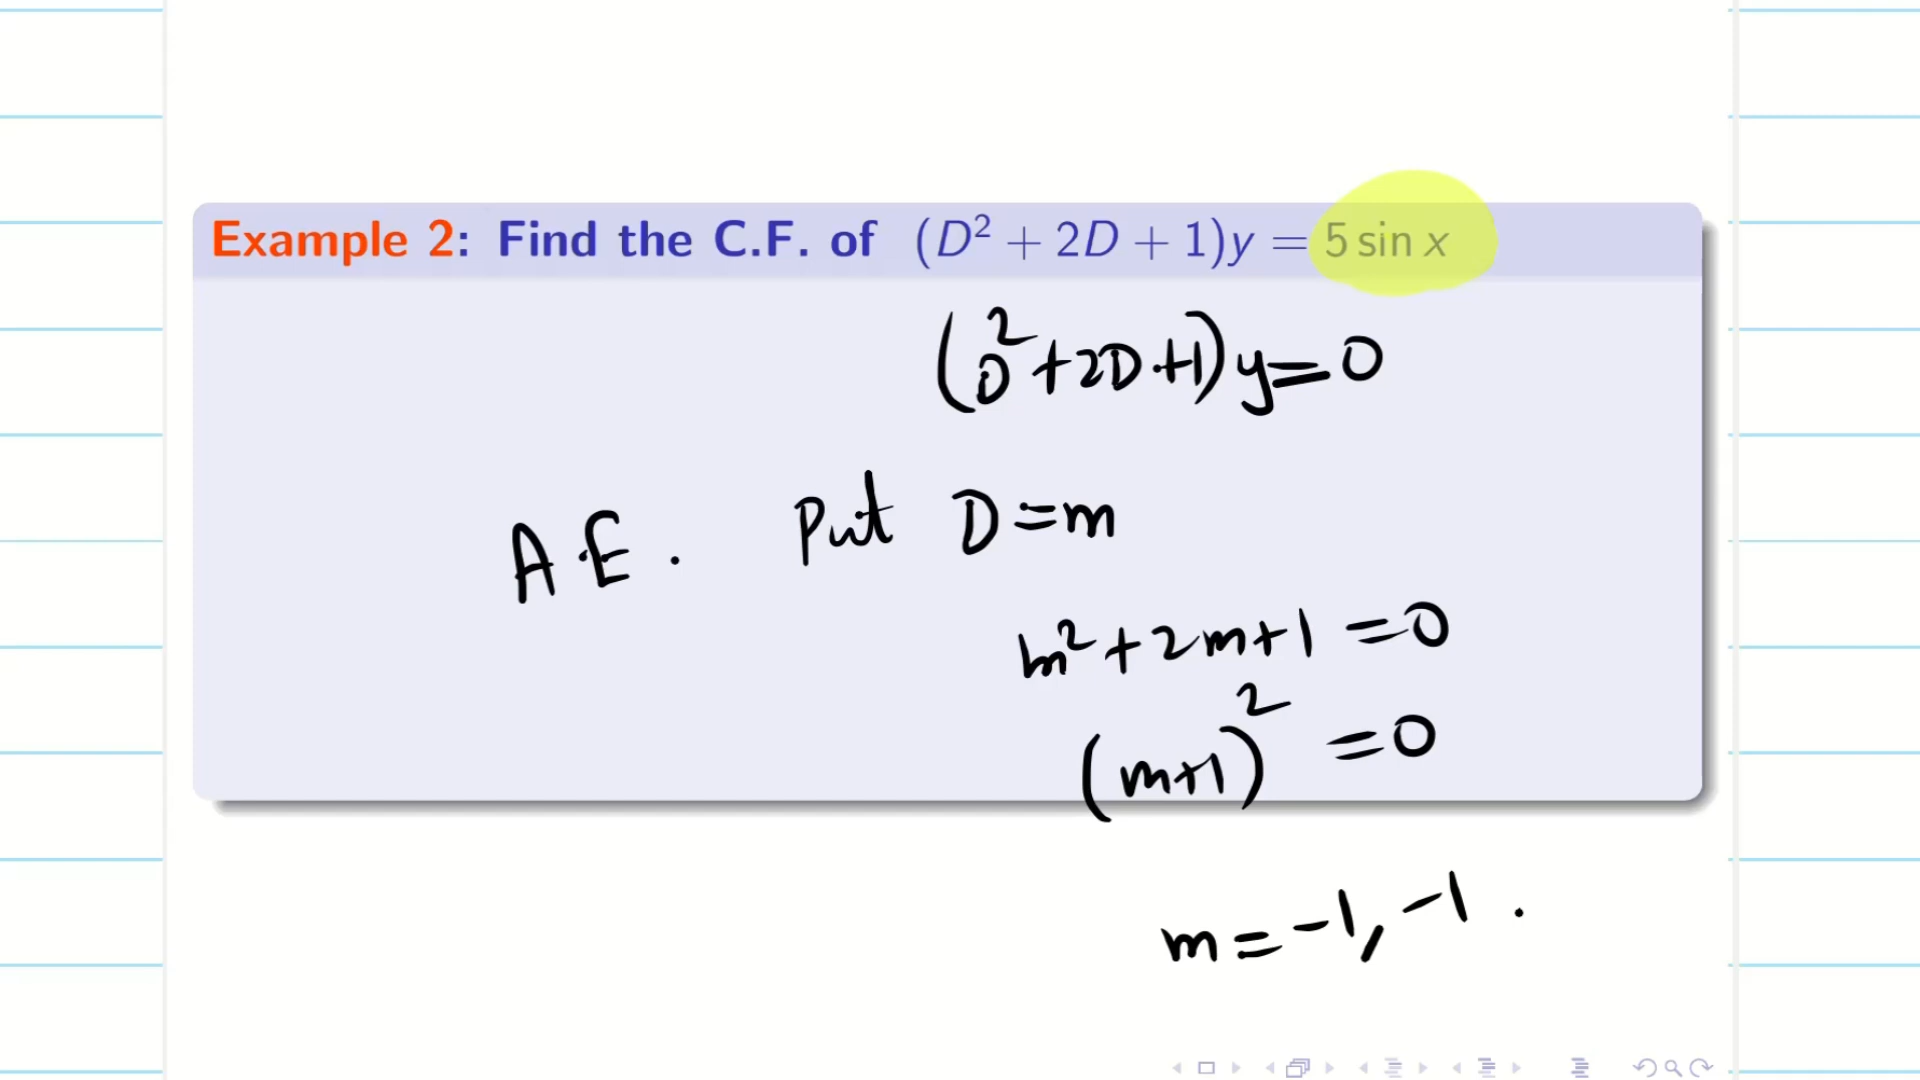 Example 2: Find the C.F. of (D² + 2D + 1)y = 5 sin x
(D²+2D+1)y=0
A.E. Put D=m
m²+2m+1=0
(m+1)²=0
m=-1,-1.